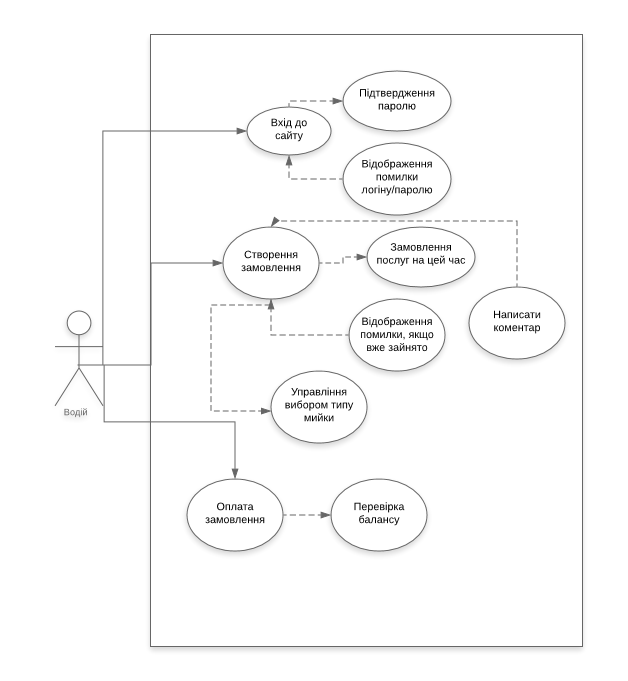 Підтвердження
паролю
Вхід до
сайту
Відображення
помилки
логіну/паролю
Створення
замовлення
Замовлення
послуг на цей час
Написати
коментар
Відображення
помилки, якщо
вже зайнято
Управління
вибором типу
мийки
Водій
Оплата
замовлення
Перевірка
балансу